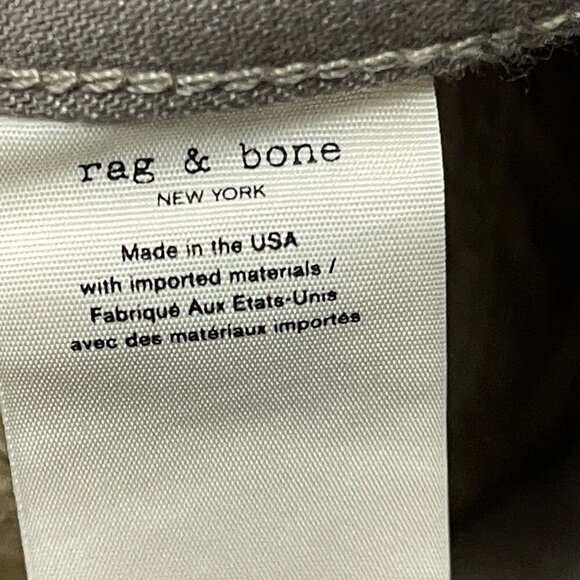 rag & bone
NEW YORK
Made in the USA
with imported materials /
Fabriqué Aux Etats-Unis
avec des matériaux importés